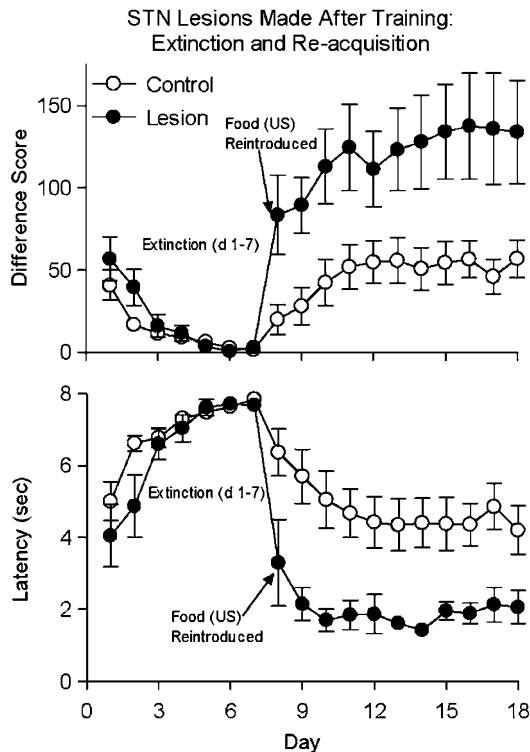 STN Lesions Made After Training:
Extinction and Re-acquisition
Control
Lesion
150
100
50
0
Difference Score
Food (US)
Reintroduced
Extinction (d 1-7)
8
6
4
2
0
Latency (sec)
Extinction (d 1-7)
Food (US)
Reintroduced
0 3 6 9 12 15 18
Day